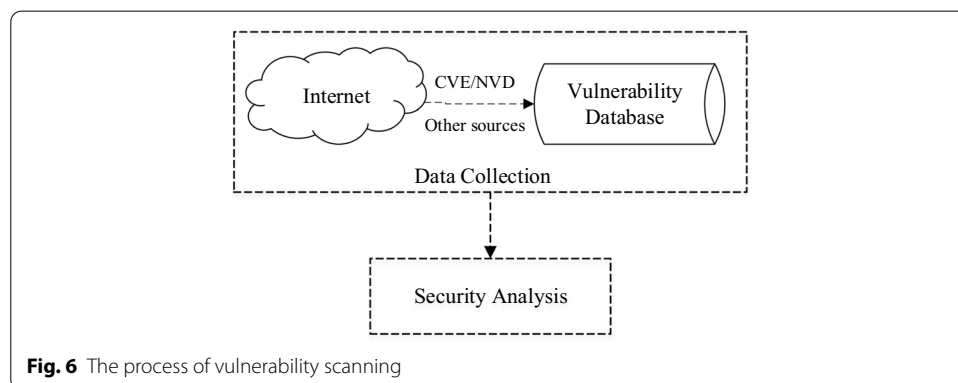 Internet
CVE/NVD
Other sources
Vulnerability
Database
Data Collection
Security Analysis
Fig. 6 The process of vulnerability scanning